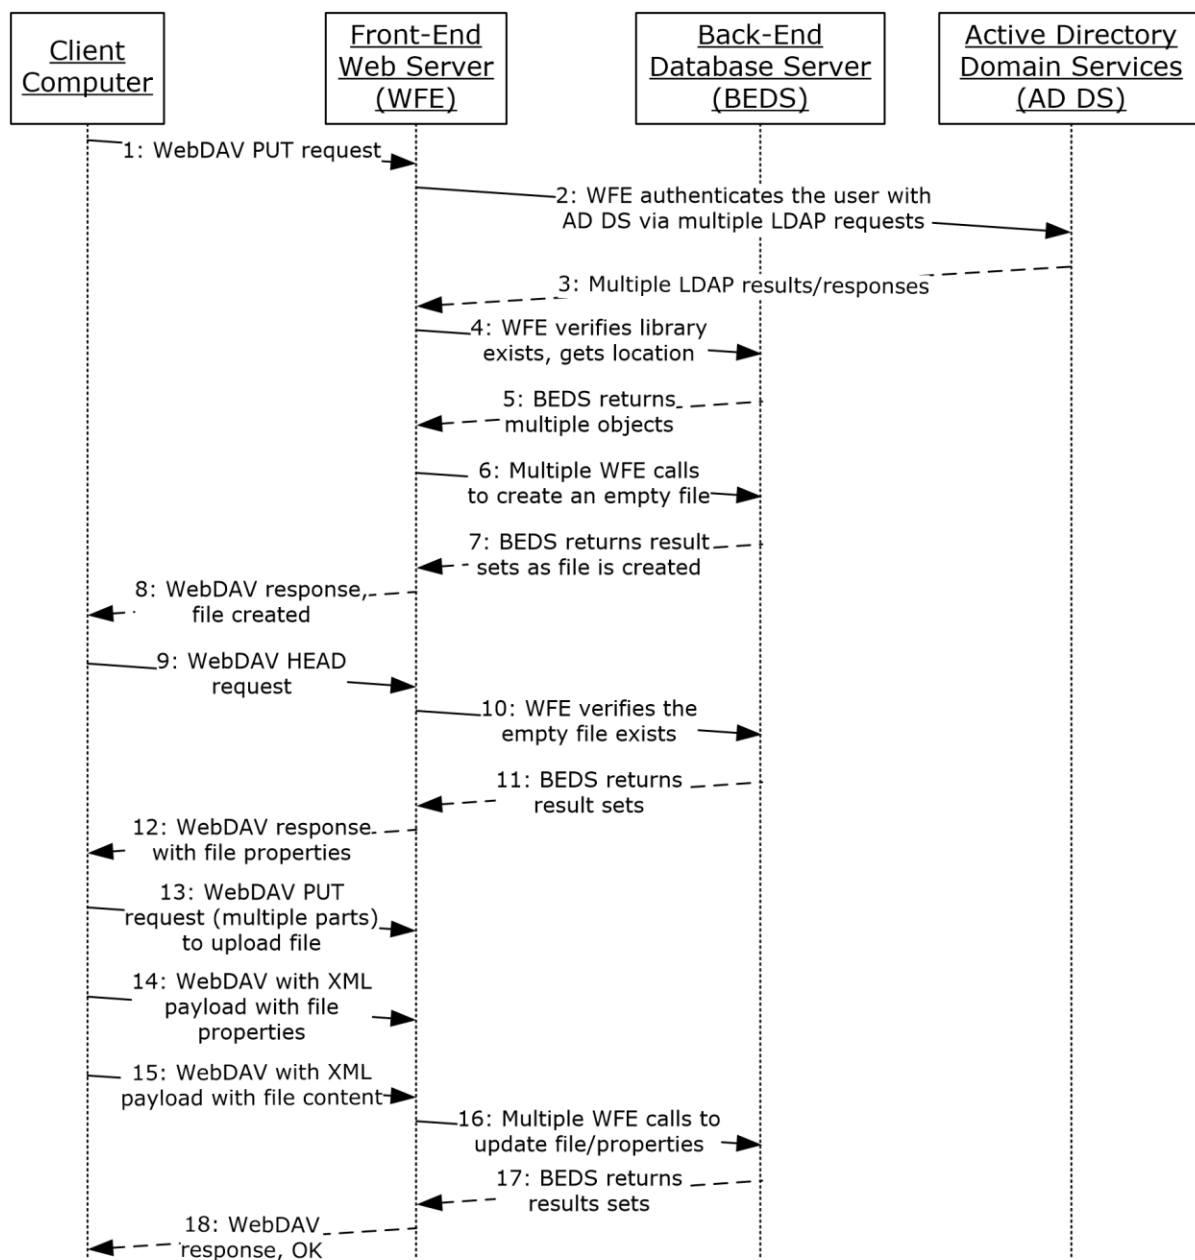 Client
Computer
Front-End
Web Server
(WFE)
Back-End
Database Server
(BEDS)
Active Directory
Domain Services
(AD DS)
1: WebDAV PUT request
2: WFE authenticates the user with
AD DS via multiple LDAP requests
3: Multiple LDAP results/responses
4: WFE verifies library
exists, gets location
5: BEDS returns
multiple objects
6: Multiple WFE calls
to create an empty file
7: BEDS returns result
sets as file is created
8: WebDAV response,
file created
9: WebDAV HEAD
request
10: WFE verifies the
empty file exists
11: BEDS returns
result sets
12: WebDAV response
with file properties
13: WebDAV PUT
request (multiple parts)
to upload file
14: WebDAV with XML
payload with file
properties
15: WebDAV with XML
payload with file content
16: Multiple WFE calls to
update file/properties
17: BEDS returns
results sets
18: WebDAV
response, OK